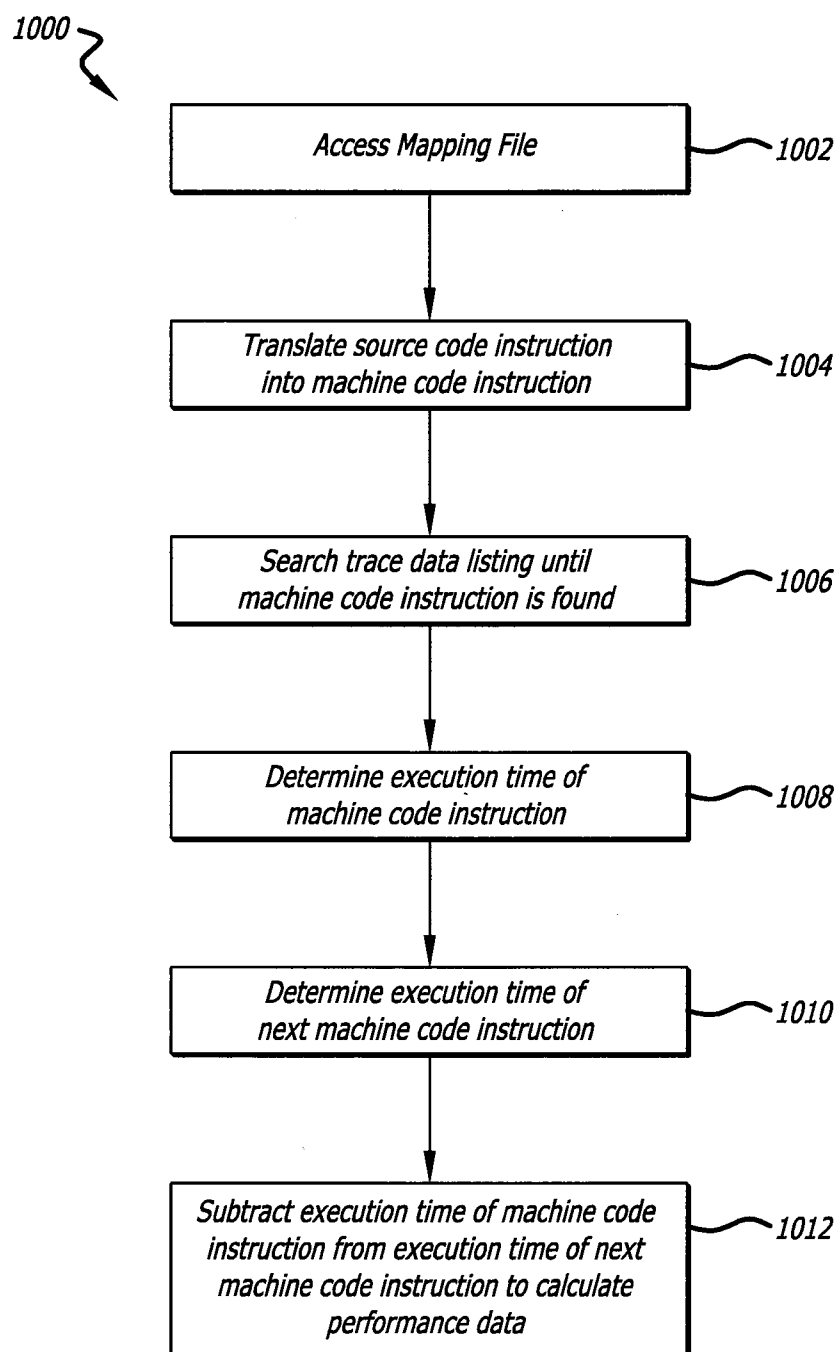 1000
Access Mapping File
1002
Translate source code instruction
into machine code instruction
1004
Search trace data listing until
machine code instruction is found
1006
Determine execution time of
machine code instruction
1008
Determine execution time of
next machine code instruction
1010
Subtract execution time of machine code
instruction from execution time of next
machine code instruction to calculate
performance data
1012